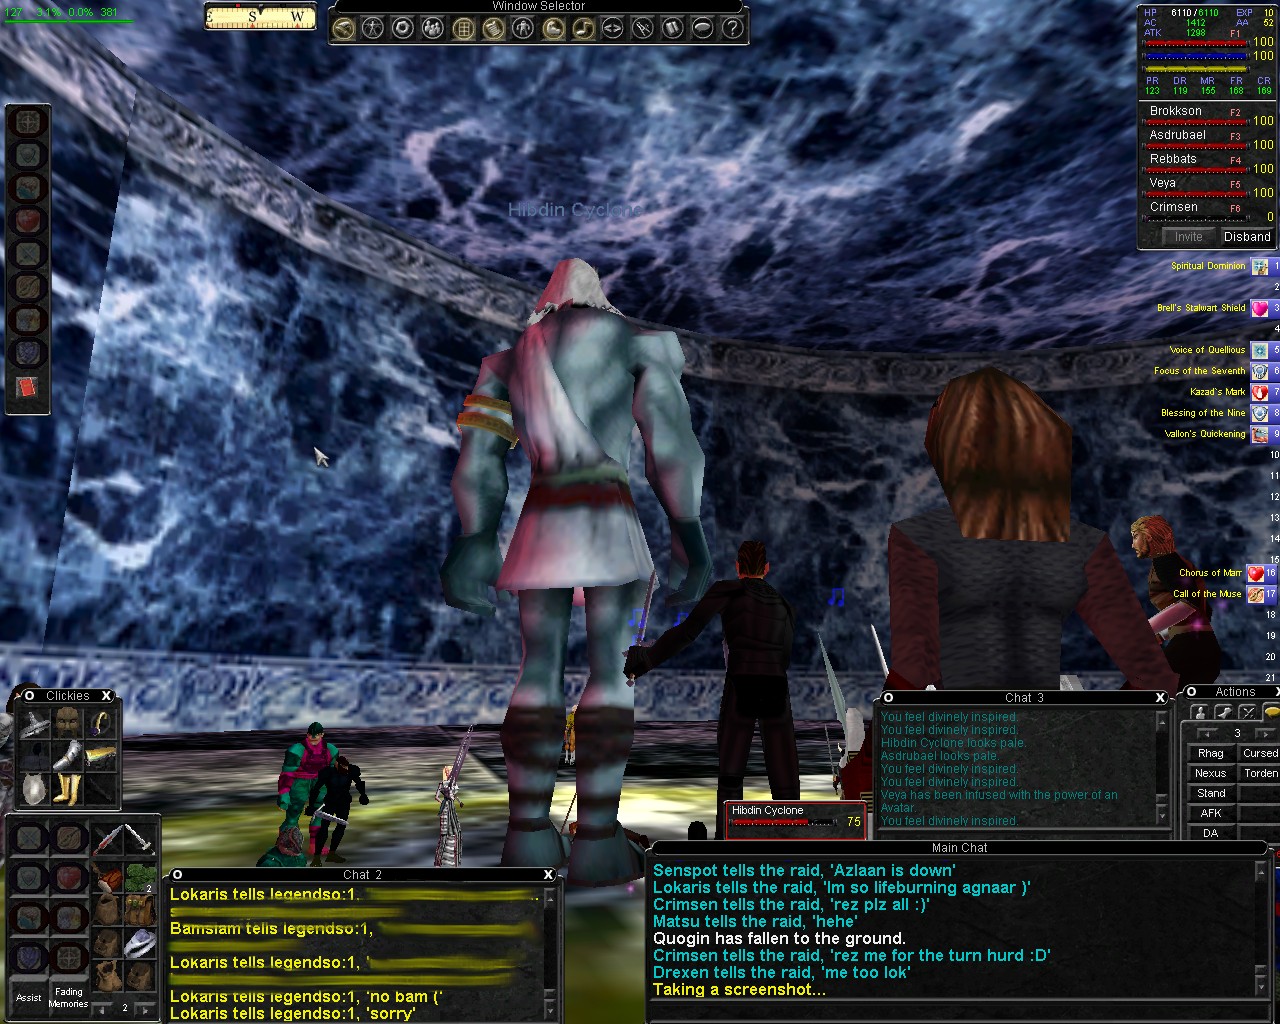 127 3.1% 0.0% 381
E S W
Window Selector
HP 6110/6110 EXP 10
AC 1412 AA 52
ATK 1298 F1
100
100
PR DR MR FR CR
123 119 155 168 169
Brokkson F2
100
Asdrubael F3
100
Rebbats F4
100
Veya F5
100
Crimsen F6
0
Invite Disband
Hibdin Cyclone
Spiritual Dominion 1
2
Brell's Stalwart Shield 3
4
Voice of Quellious 5
Focus of the Seventh 6
Kazad's Mark 7
Blessing of the Nine 8
Vallon's Quickening 9
10
11
12
13
14
15
Chorus of Marr 16
Call of the Muse 17
18
19
20
21
Clickies
Assist
Fading Memories
2
2
Chat 2
Lokaris tells legendso:1,
Bamslam tells legendso:1,
Lokaris tells legendso:1, '
Lokaris tells legendso:1, 'no bam ('
Lokaris tells legendso:1, 'sorry'
Hibdin Cyclone
75
Chat 3
You feel divinely inspired.
You feel divinely inspired.
Hibdin Cyclone looks pale.
Asdrubael looks pale.
You feel divinely inspired.
You feel divinely inspired.
Veya has been infused with the power of an
Avatar.
You feel divinely inspired.
Actions
3
Rhag Cursed
Nexus Torden
Stand
AFK
DA
Main Chat
Senspot tells the raid, 'Azlaan is down'
Lokaris tells the raid, 'Im so lifeburning agnaar )'
Crimsen tells the raid, 'rez plz all :)'
Matsu tells the raid, 'hehe'
Quogin has fallen to the ground.
Crimsen tells the raid, 'rez me for the turn hurd :D'
Drexen tells the raid, 'me too lok'
Taking a screenshot...